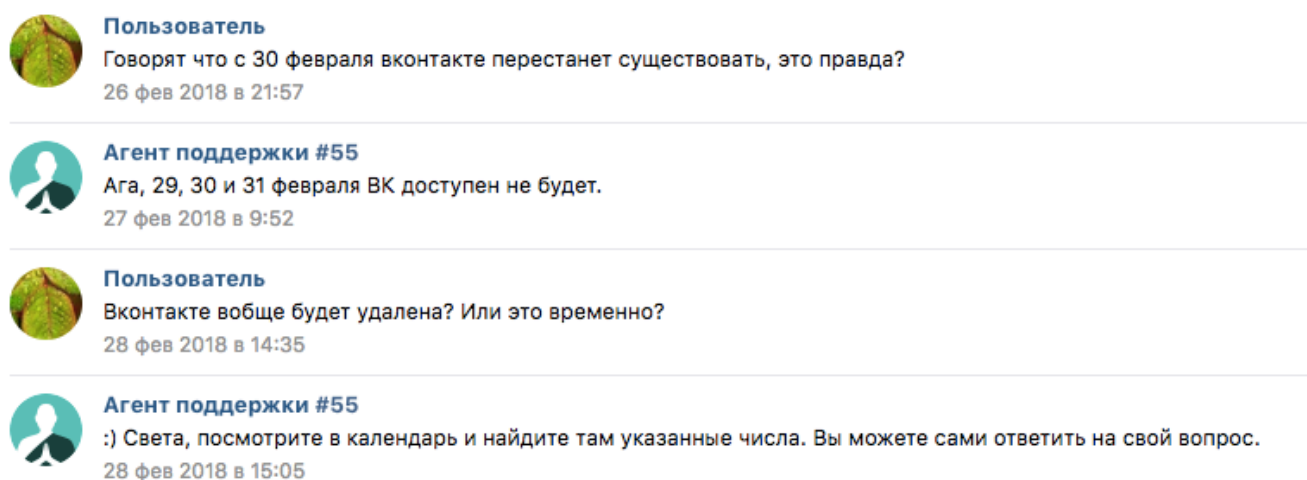 Пользователь
Говорят что с 30 февраля вконтакте перестанет существовать, это правда?
26 фев 2018 в 21:57
Агент поддержки #55
Ага, 29, 30 и 31 февраля ВК доступен не будет.
27 фев 2018 в 9:52
Пользователь
Вконтакте вобще будет удалена? Или это временно?
28 фев 2018 в 14:35
Агент поддержки #55
:) Света, посмотрите в календарь и найдите там указанные числа. Вы можете сами ответить на свой вопрос.
28 фев 2018 в 15:05